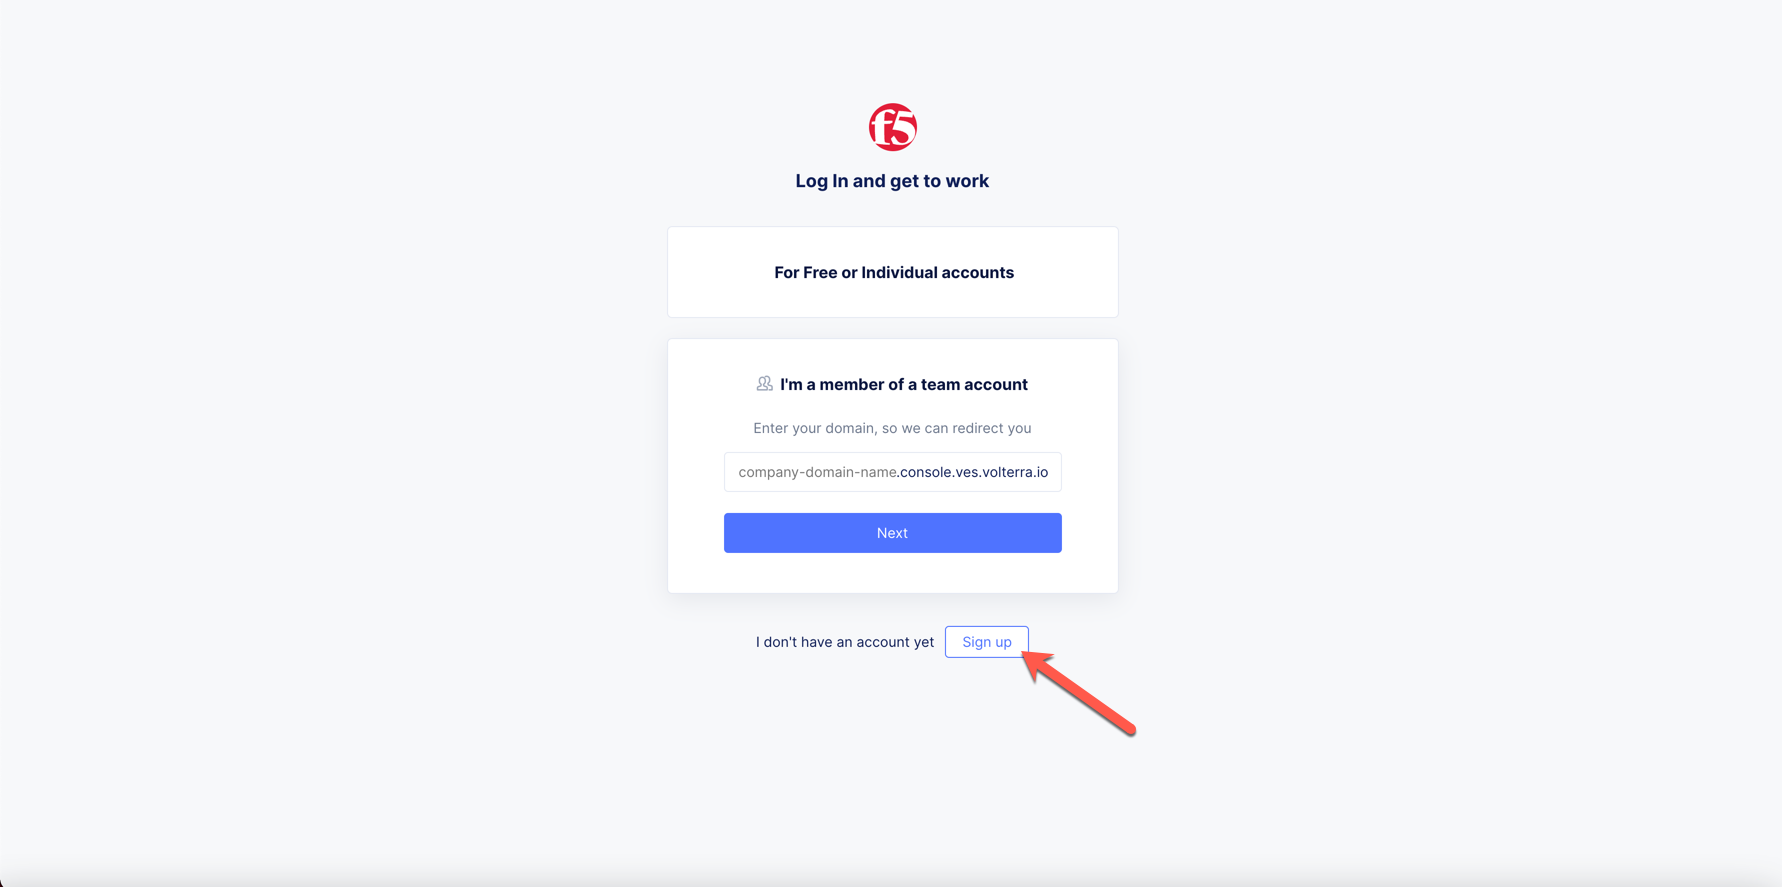 f5
Log In and get to work
For Free or Individual accounts
I'm a member of a team account
Enter your domain, so we can redirect you
company-domain-name.console.ves.volterra.io
Next
I don't have an account yet Sign up